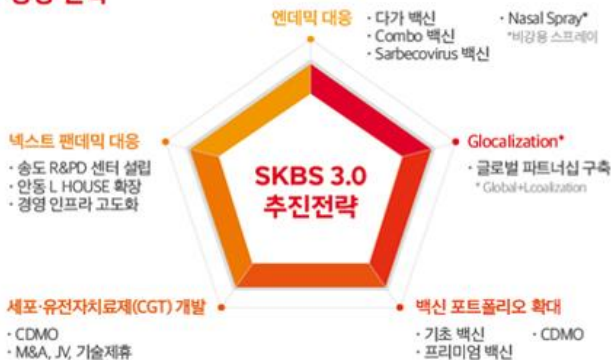 엔데믹 대응
· 다가 백신
· Combo 백신
· Sarbecovirus 백신
· Nasal Spray*
*비강용 스프레이
넥스트 팬데믹 대응
· 송도 R&PD 센터 설립
· 안동 L HOUSE 확장
· 경영 인프라 고도화
SKBS 3.0
추진전략
Glocalization*
· 글로벌 파트너십 구축
* Global+Lcoalization
세포·유전자치료제(CGT) 개발
· CDMO
· M&A, JV, 기술제휴
백신 포트폴리오 확대
· 기초 백신
· 프리미엄 백신
· CDMO